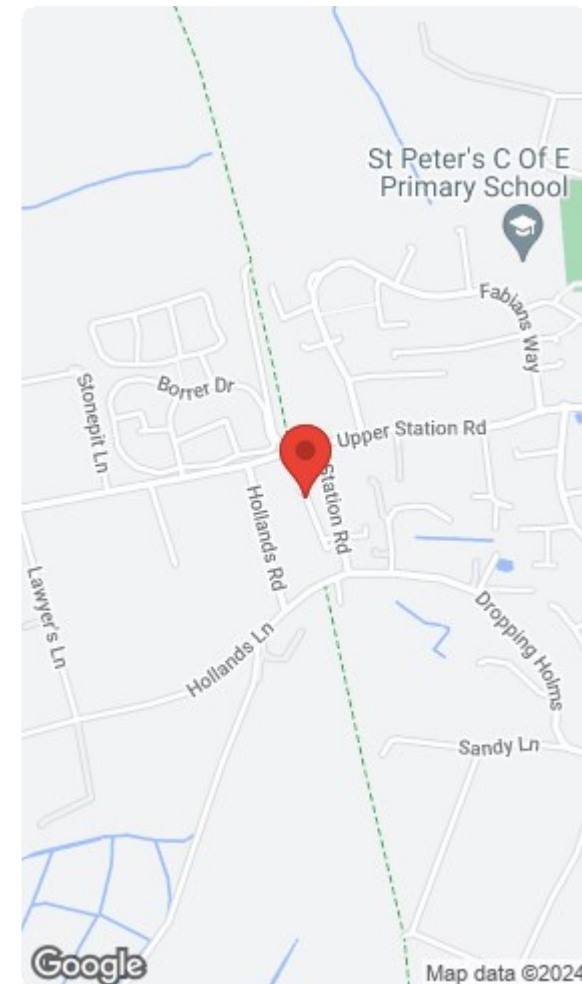 St Peter's C Of E
Primary School
Fabians Way
Borrer Dr
Stonepit Ln
Upper Station Rd
Station Rd
Hollands Rd
Lawyer's Ln
Hollands Ln
Dropping Holms
Sandy Ln
Google
Map data ©2024